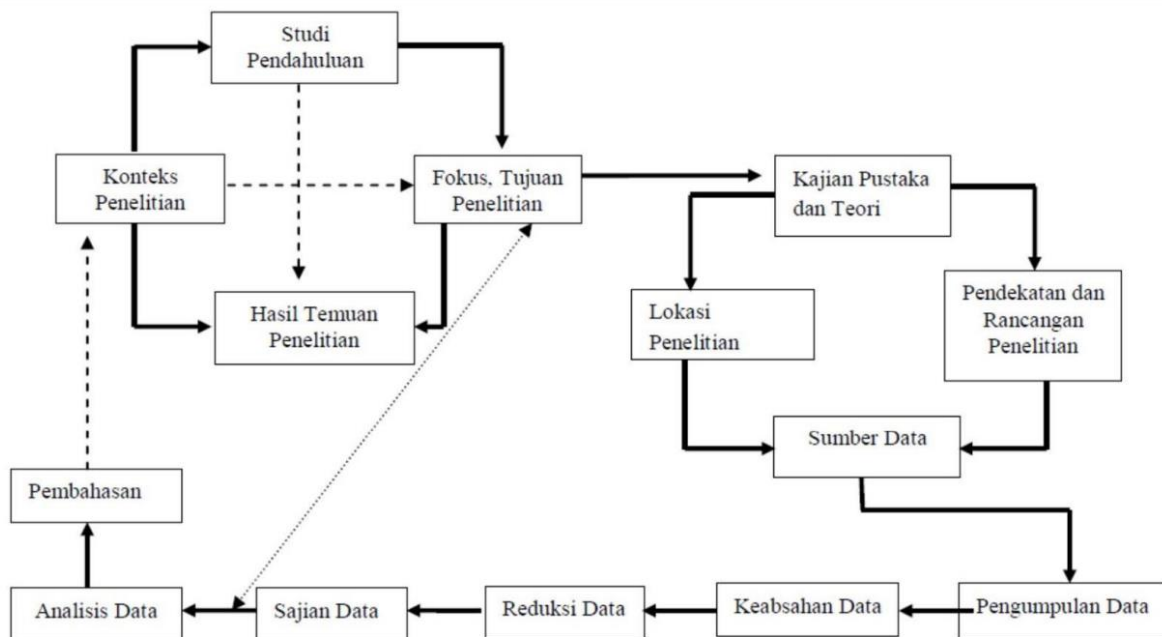 Studi
Pendahuluan
Konteks
Penelitian
Fokus, Tujuan
Penelitian
Kajian Pustaka
dan Teori
Hasil Temuan
Penelitian
Lokasi
Penelitian
Pendekatan dan
Rancangan
Penelitian
Sumber Data
Pembahasan
Analisis Data
Sajian Data
Reduksi Data
Keabsahan Data
Pengumpulan Data